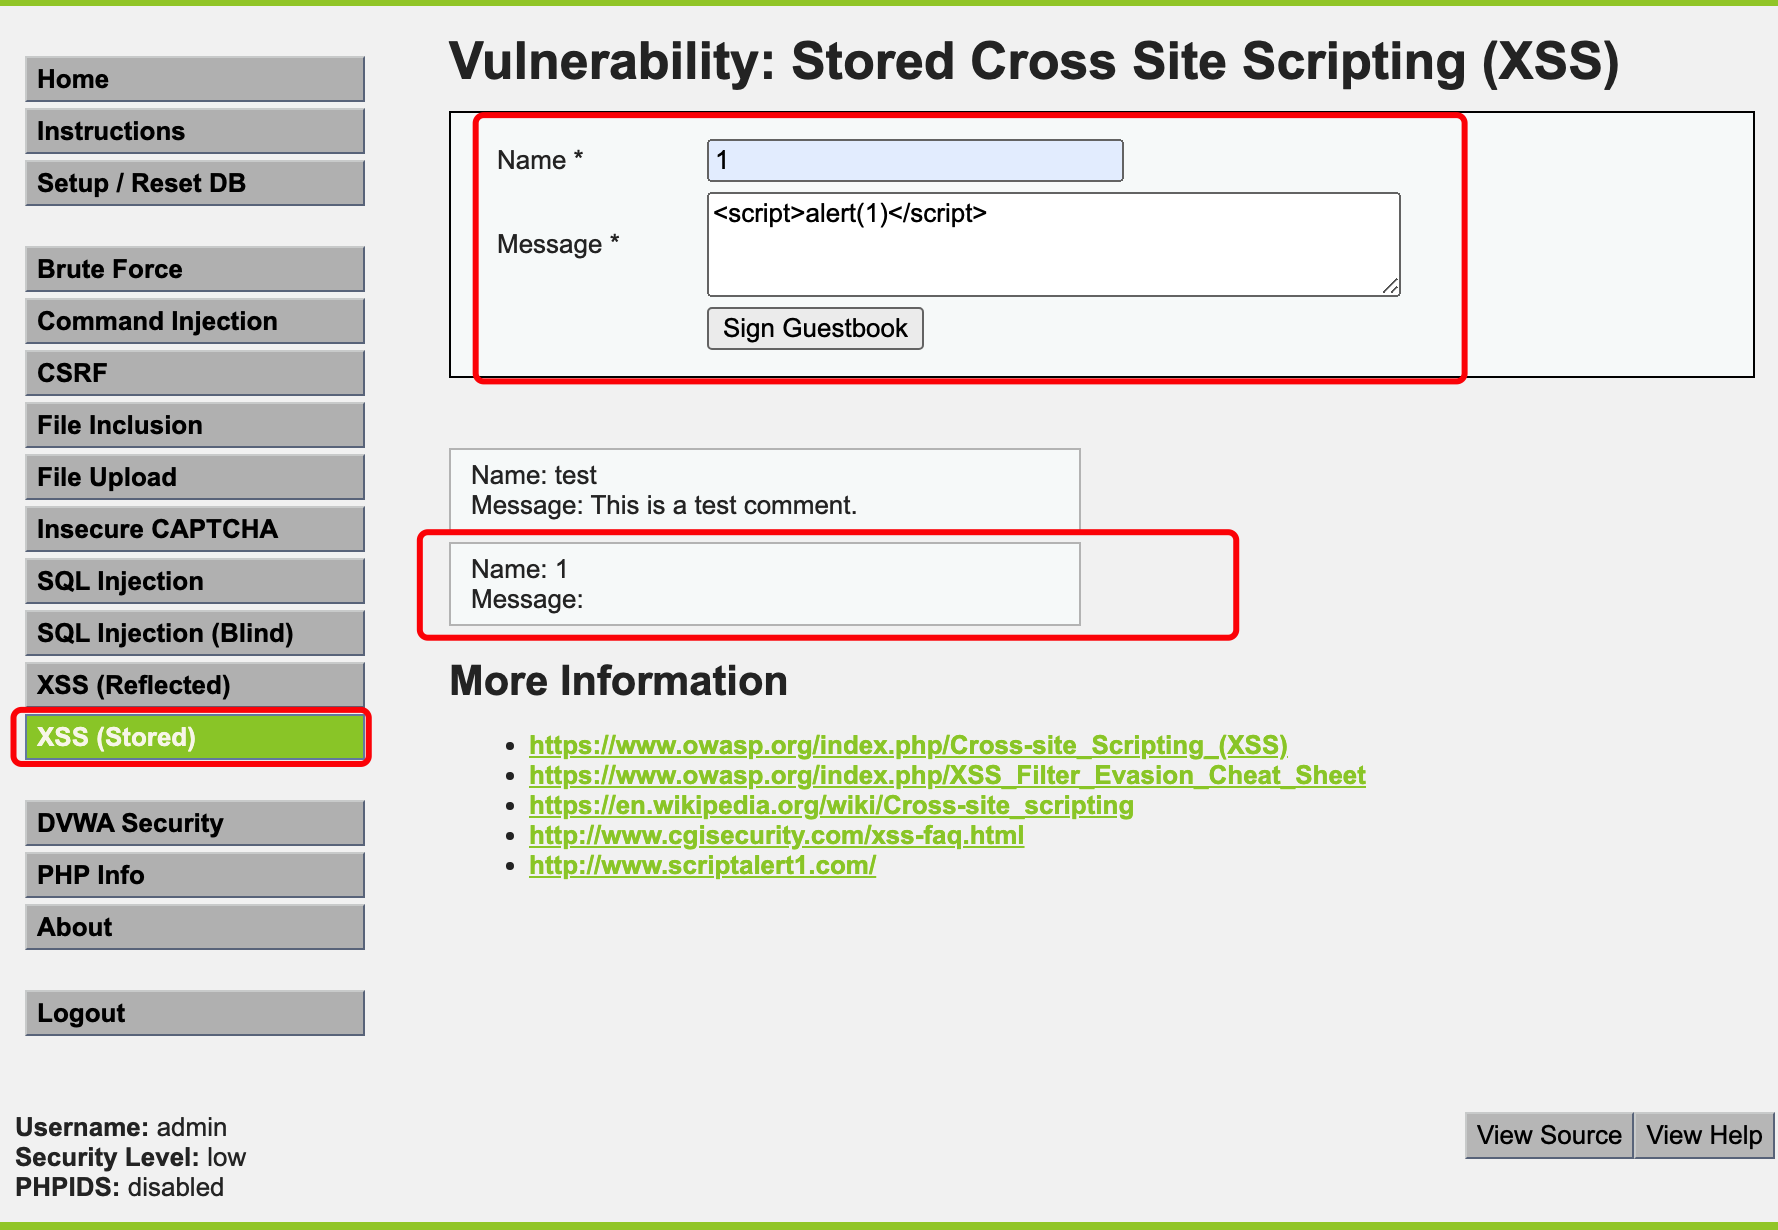 Home
Instructions
Setup / Reset DB
Brute Force
Command Injection
CSRF
File Inclusion
File Upload
Insecure CAPTCHA
SQL Injection
SQL Injection (Blind)
XSS (Reflected)
XSS (Stored)
DVWA Security
PHP Info
About
Logout
Vulnerability: Stored Cross Site Scripting (XSS)
Name * 1
Message * <script>alert(1)</script>
Sign Guestbook
Name: test
Message: This is a test comment.
Name: 1
Message:
More Information
https://www.owasp.org/index.php/Cross-site_Scripting_(XSS)
https://www.owasp.org/index.php/XSS_Filter_Evasion_Cheat_Sheet
https://en.wikipedia.org/wiki/Cross-site_scripting
http://www.cgisecurity.com/xss-faq.html
http://www.scriptalert1.com/
Username: admin
Security Level: low
PHPIDS: disabled
View Source View Help